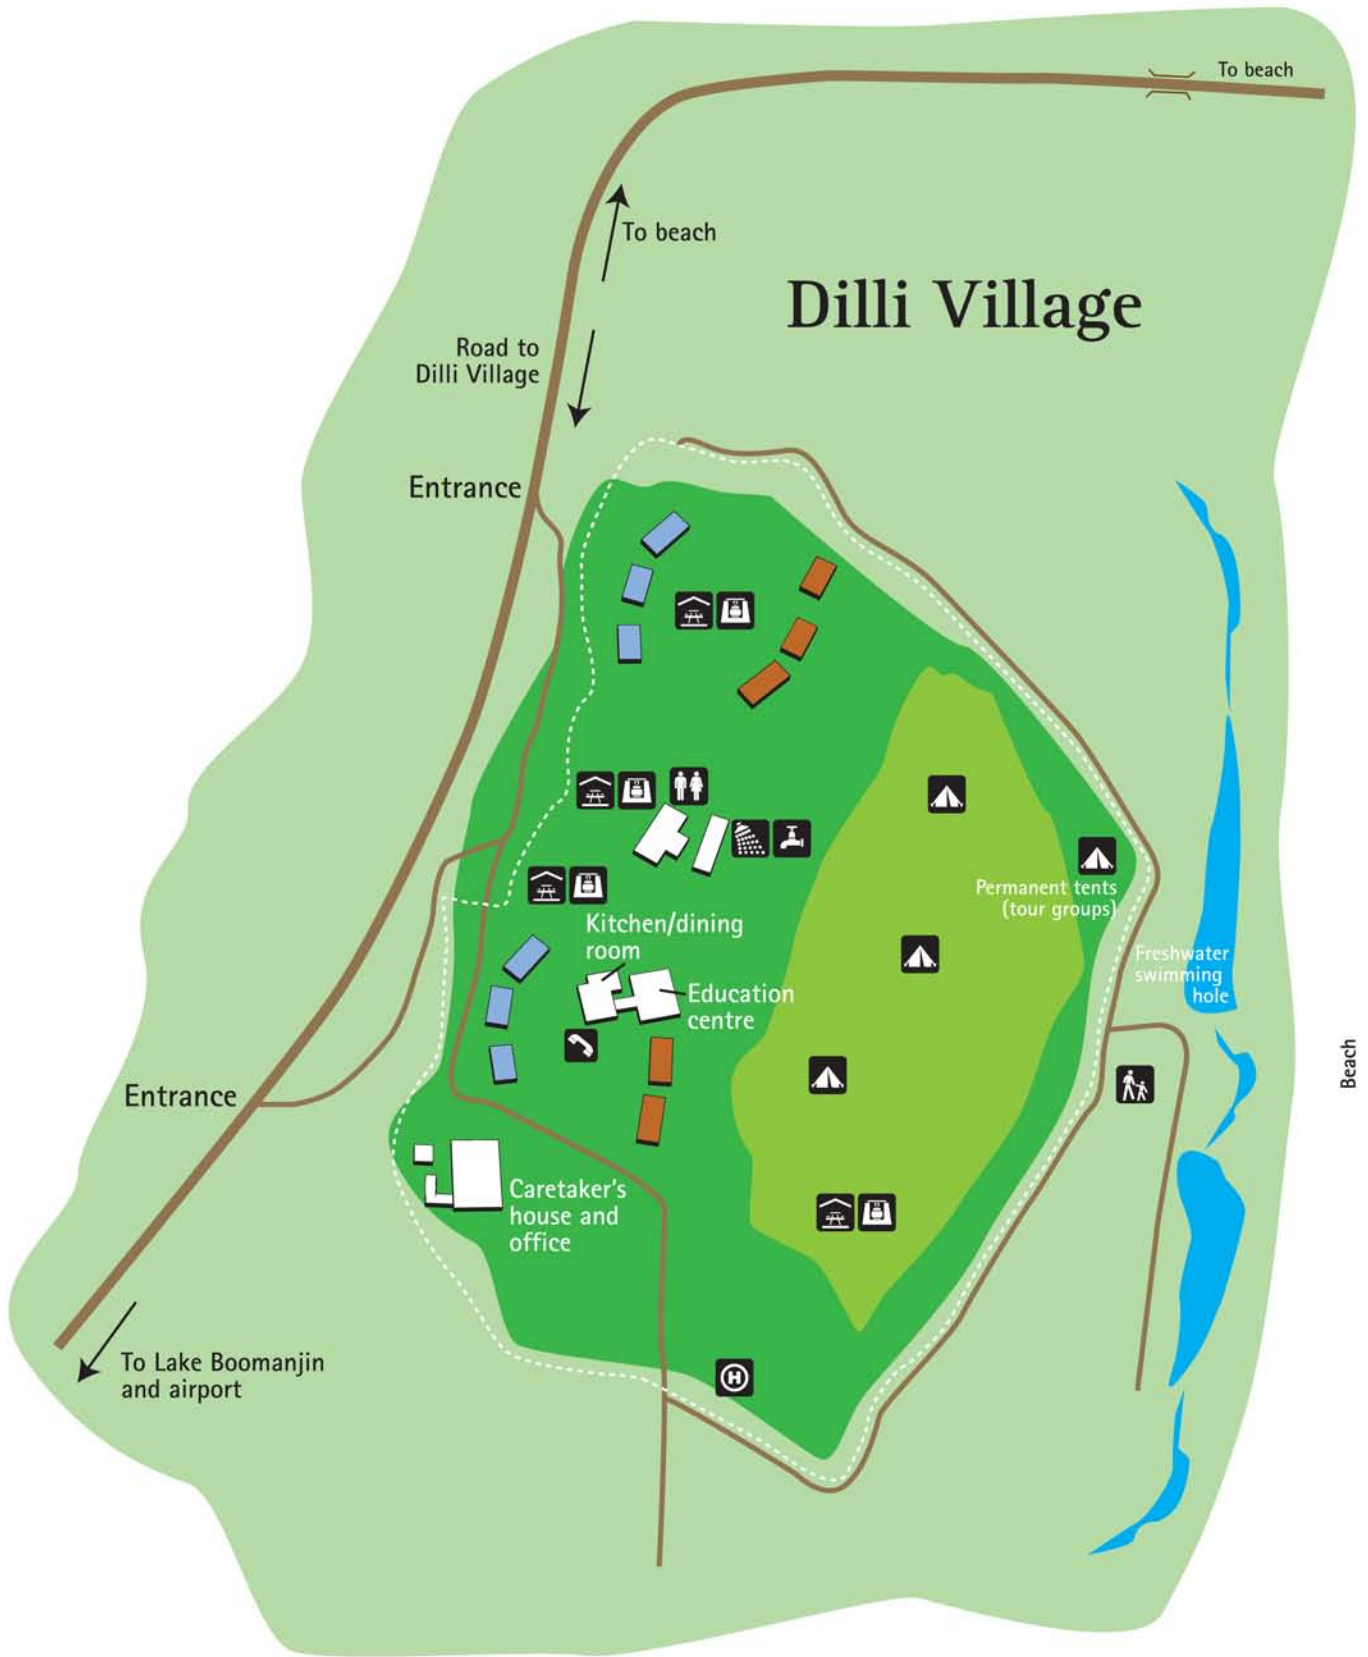 To beach
To beach
Dilli Village
Road to
Dilli Village
Entrance
Permanent tents
(tour groups)
Kitchen/dining
room
Freshwater
swimming
hole
Education
centre
Beach
Entrance
Caretaker's
house and
office
To Lake Boomanjin
and airport
H